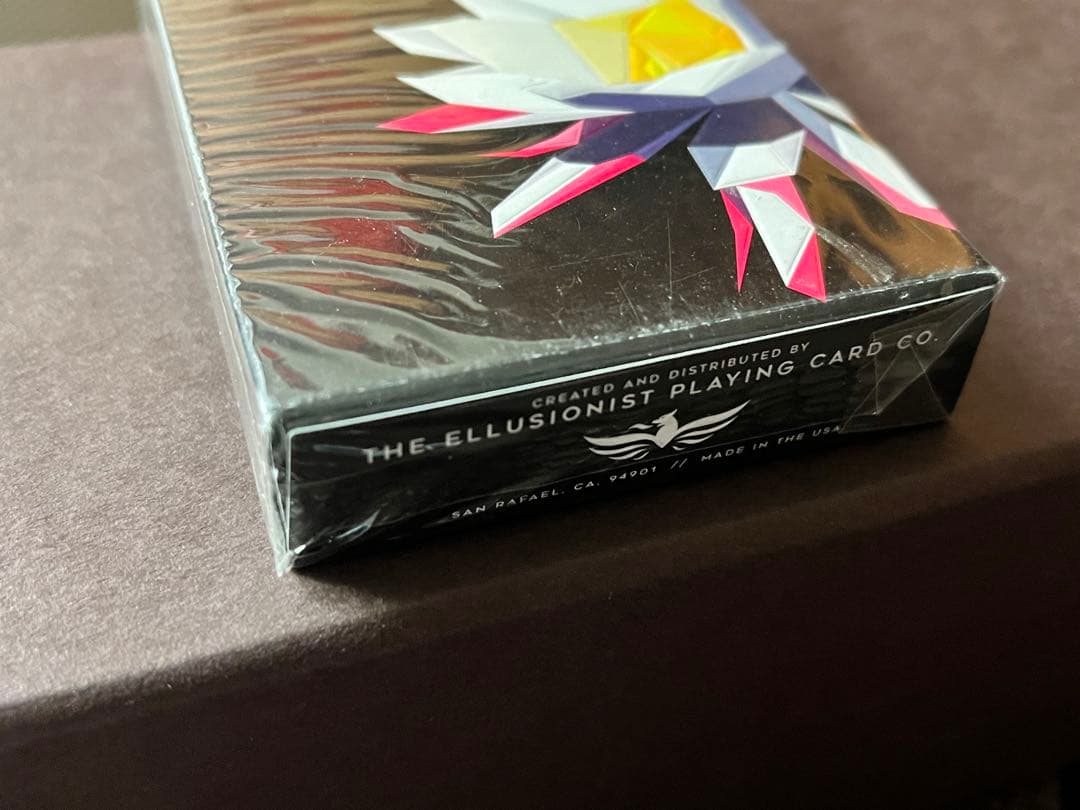 CREATED AND DISTRIBUTED BY
THE ELLUSIONIST PLAYING CARD CO.
SAN RAFAEL, CA. 94901 // MADE IN THE USA